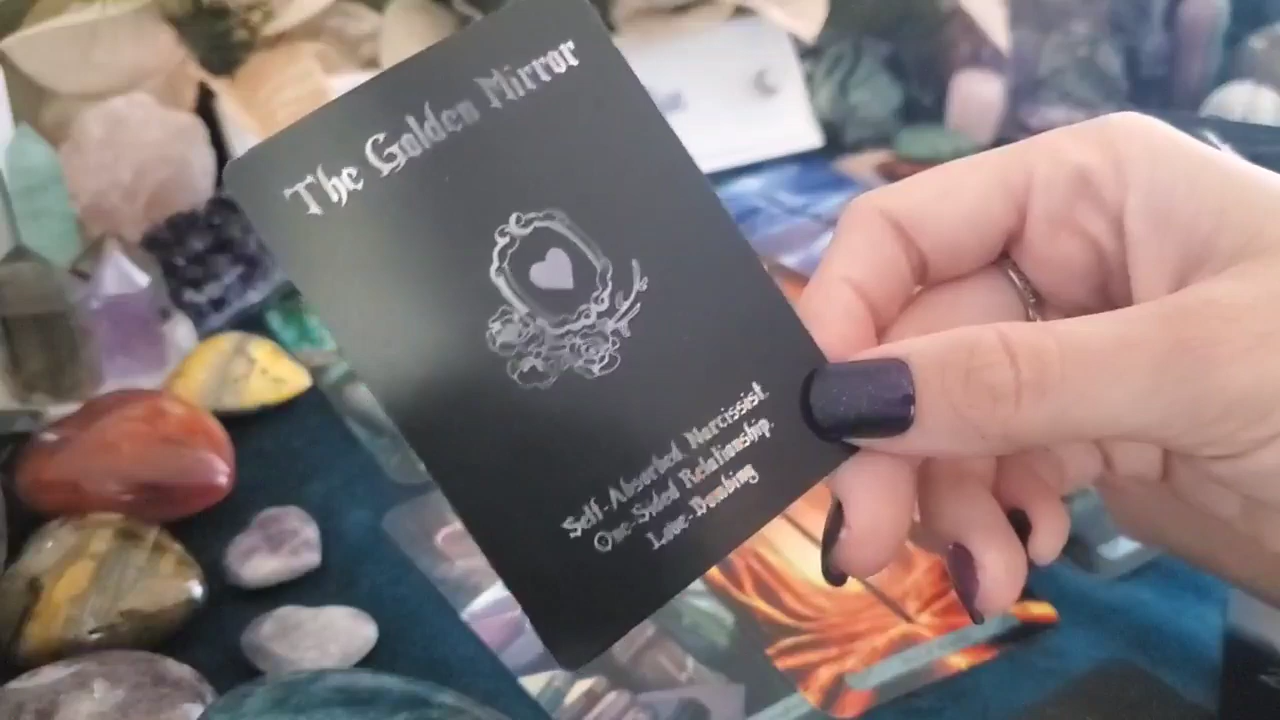 The Golden Mirror
Self-Absorbed Narcissist.
One-Sided Relationship.
Love-Bombing